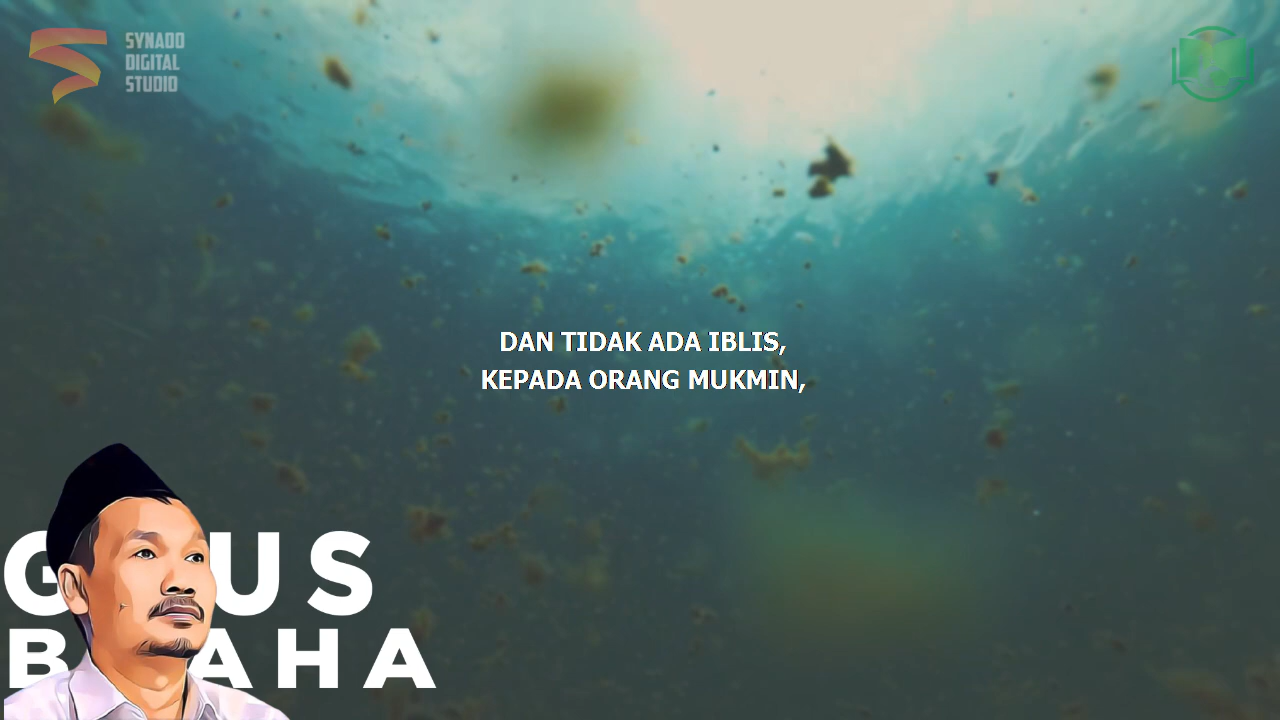 SYNADO
DIGITAL
STUDIO
DAN TIDAK ADA IBLIS,
KEPADA ORANG MUKMIN,
GUS
BAHA